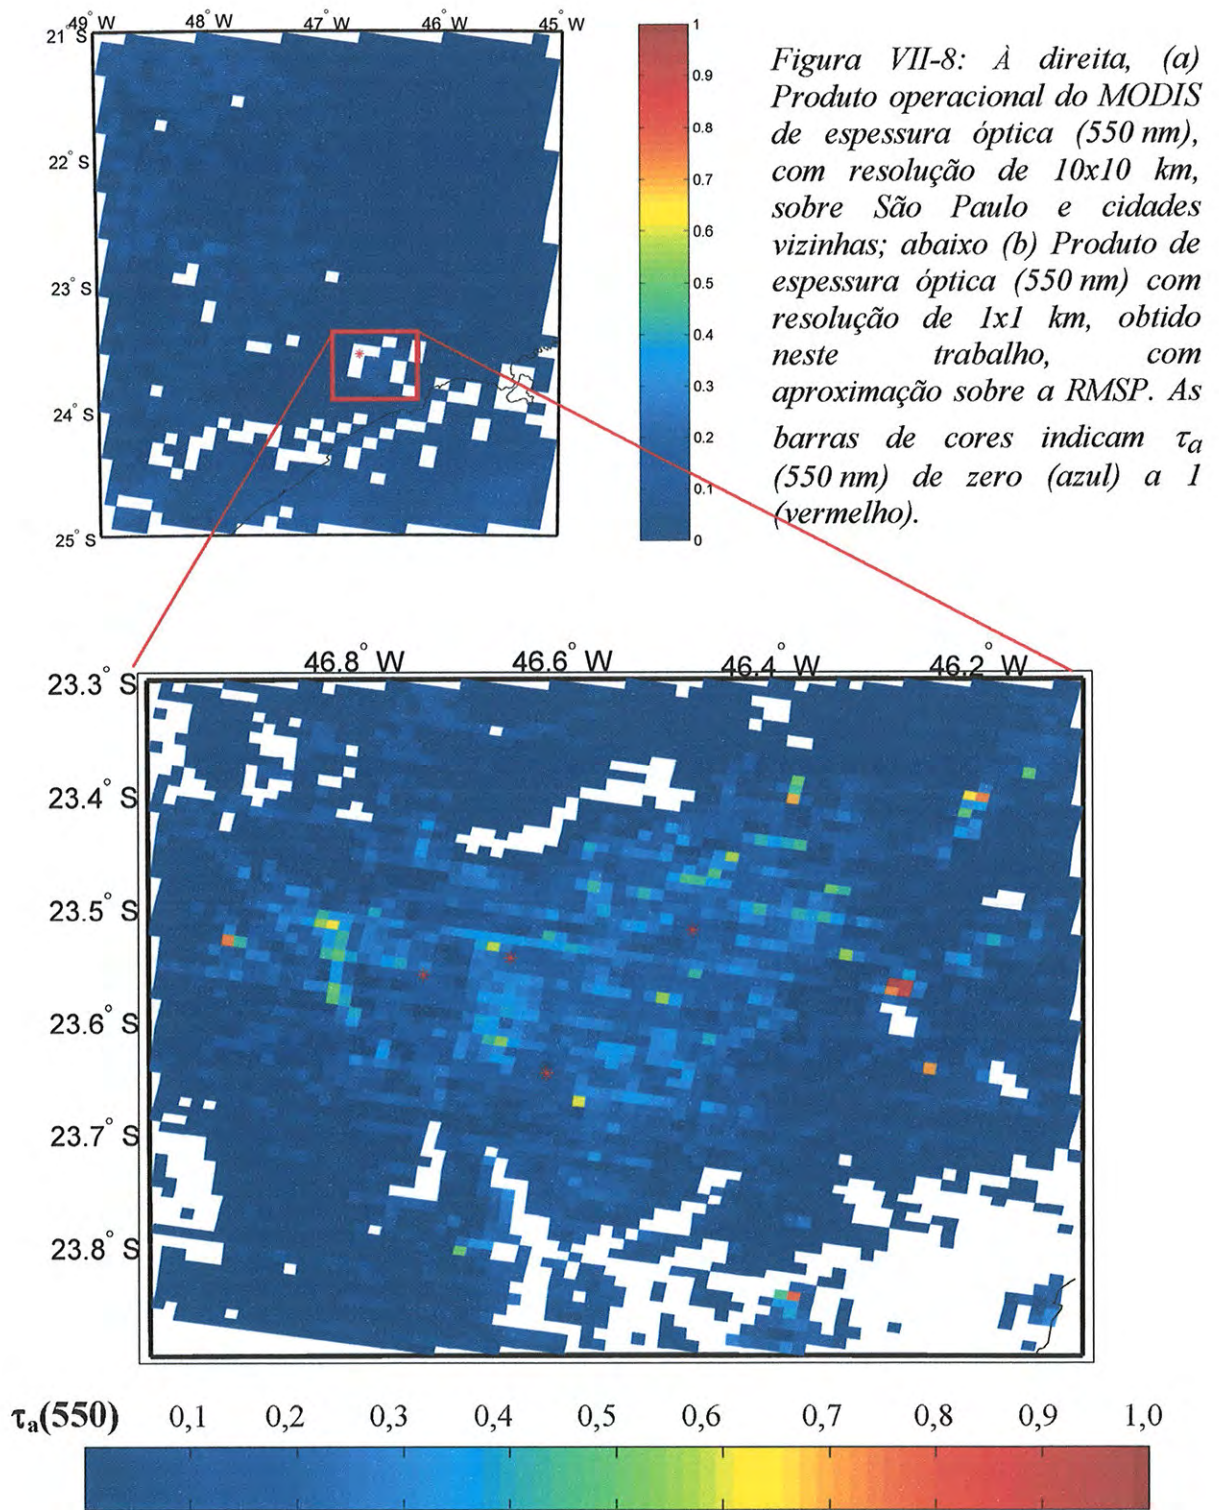 49° W 48° W 47° W 46° W 45° W
21° S
22° S
23° S
24° S
25° S
1
0.9
0.8
0.7
0.6
0.5
0.4
0.3
0.2
0.1
0
Figura VII-8: À direita, (a)
Produto operacional do MODIS
de espessura óptica (550 nm),
com resolução de 10x10 km,
sobre São Paulo e cidades
vizinhas; abaixo (b) Produto de
espessura óptica (550 nm) com
resolução de 1x1 km, obtido
neste trabalho, com
aproximação sobre a RMSP. As
barras de cores indicam τa
(550 nm) de zero (azul) a 1
(vermelho).
46.8° W 46.6° W 46.4° W 46.2° W
23.3° S
23.4° S
23.5° S
23.6° S
23.7° S
23.8° S
τa(550) 0,1 0,2 0,3 0,4 0,5 0,6 0,7 0,8 0,9 1,0